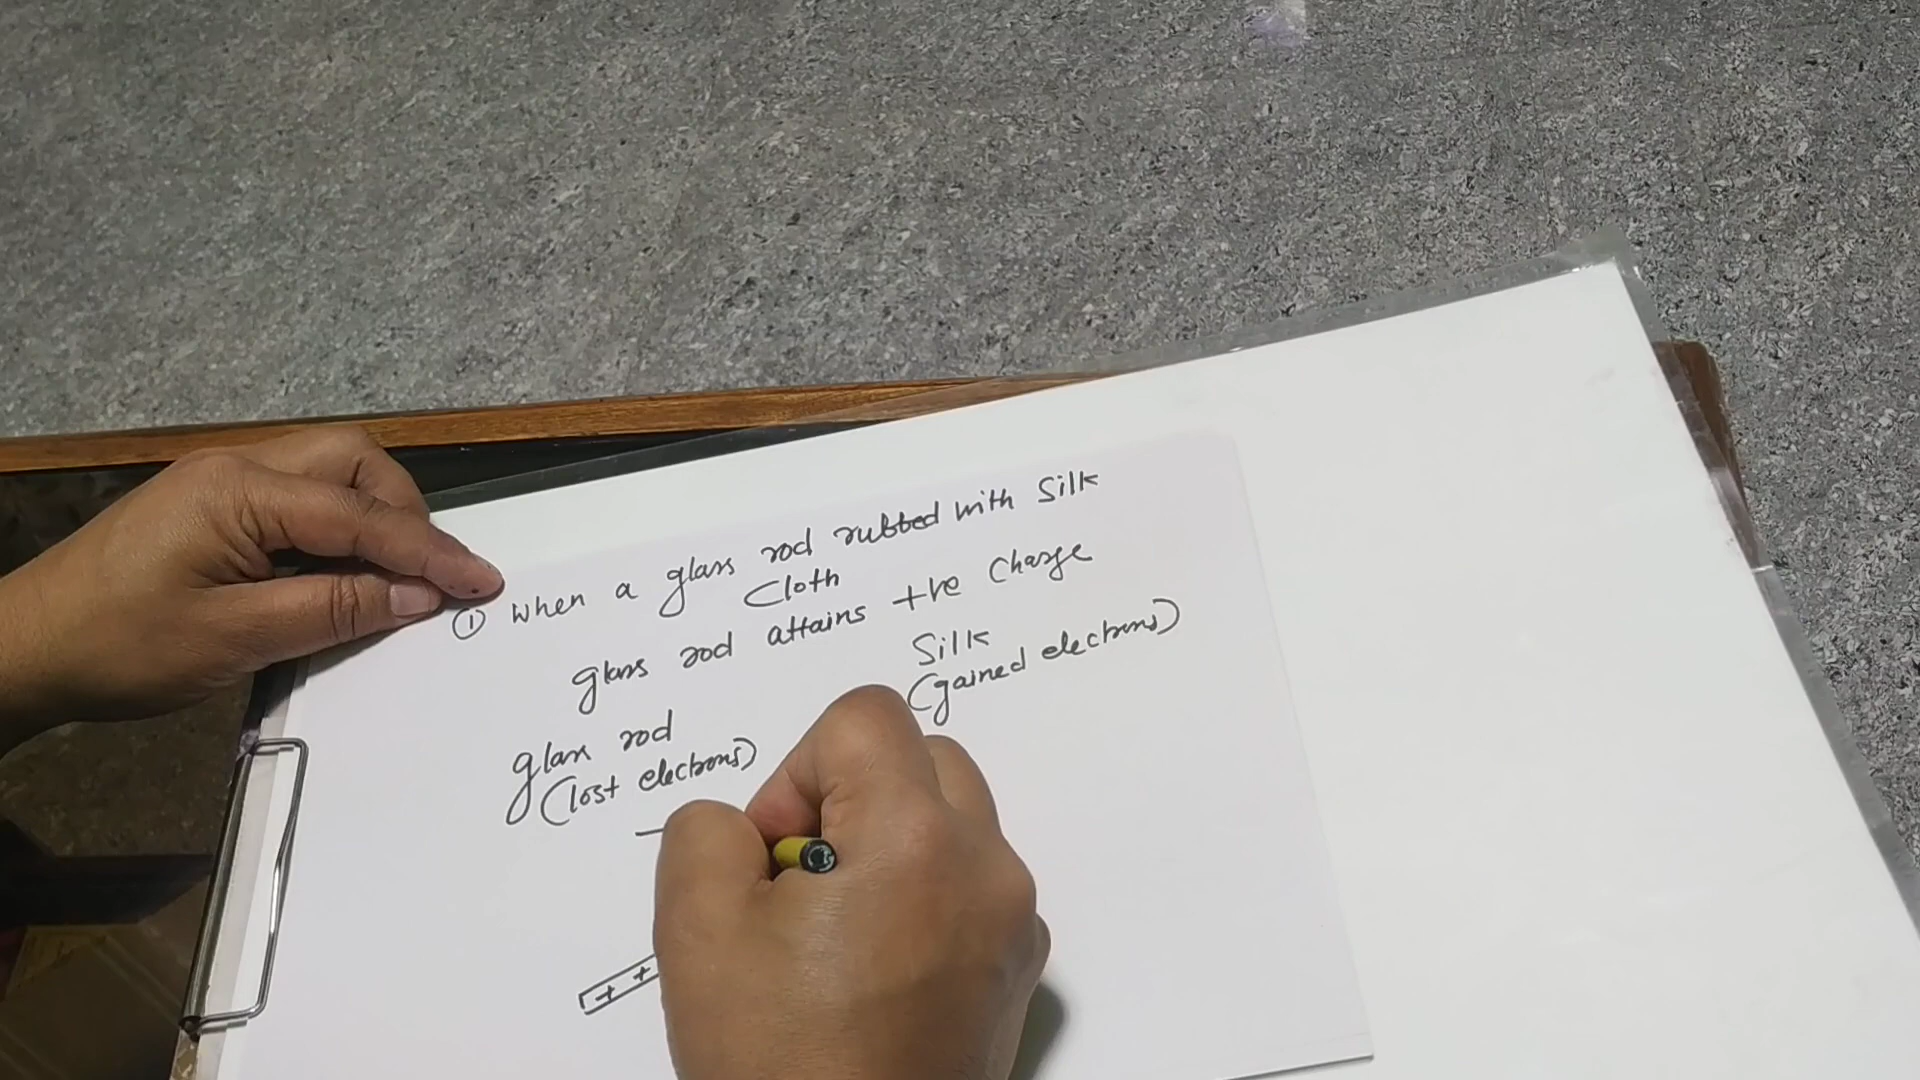 ① When a glass rod rubbed with Silk
Cloth
glass rod attains +ve Charge
Silk
(gained electrons)
glass rod
(lost electrons)
+ +